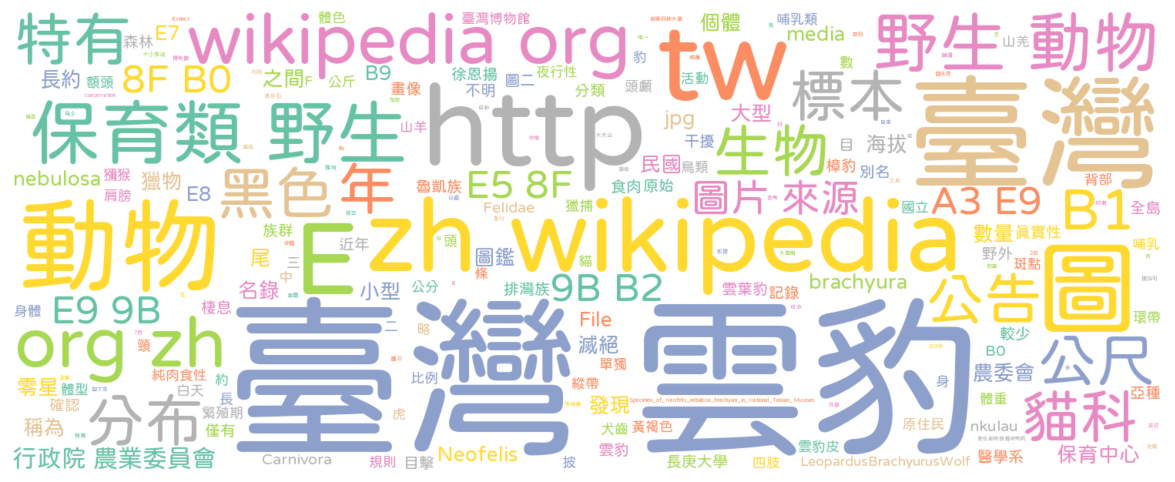 特有 森林 E7 wikipedia org 體色 臺灣博物館 豹 tw 個體 哺乳類 media 山羌 野生 動物
長約 額頭 8F B0 之間 F 公斤 B9 畫像 徐恩揚 不明 圖二 夜行性 分類 頭顱 活動 jpg 大型 數 標本 臺灣
保育類 野生 山羊 http 干擾 生物 目 海拔
nebulosa 獼猴 肩膀 獵物 E8 黑色 年 魯凱族 E5 8F 食肉 原始 民國 鳥類 樟豹 別名 背部
動物 族群 尾 三 中 近年 E zh wikipedia Felidae 獵捕 圖片 來源 國立 A3 E9 B1 全島
頭 圖鑑 條 貓 數量 真實性 野外 斑點 哺乳
身體 E9 9B 棲息 名錄 小型 公分 排灣族 9B B2 雲葉豹 記錄 brachyura 公告 圖 環帶
org zh 頸 臺灣 二 略 File 滅絕 單獨 雲豹 較少 B0 公尺
零星 體型 純肉食性 白天 約 長 比例 縱帶 身 農委會 亞種
確認 稱為 分布 繁殖期 僅有 虎 發現 Specimen_of_Neofelis_nebulosa_brachyura_in_National_Taiwan_Museum 體重 貓科
行政院 農業委員會 Carnivora 規則 目擊 Neofelis 犬齒 黃褐色 披 雲豹 長庚大學 四肢 雲豹皮 原住民 nkulau LeopardusBrachyurusWolf 醫學系 保育中心